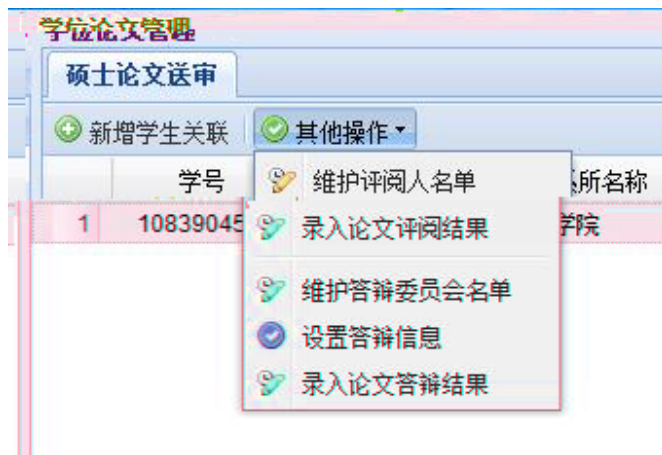 学位论文管理
硕士论文送审
新增学生关联 其他操作
学号 所名称
1 10839045 学院
维护评阅人名单
录入论文评阅结果
维护答辩委员会名单
设置答辩信息
录入论文答辩结果